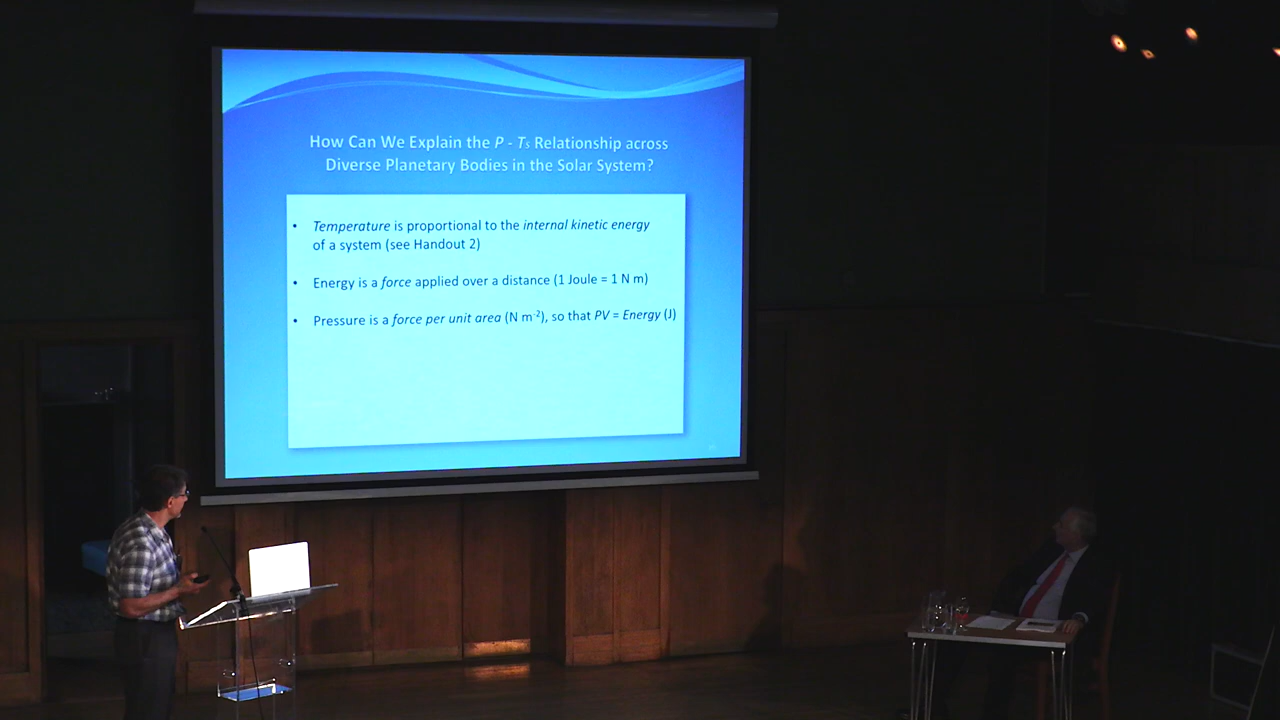 How Can We Explain the P - Ts Relationship across
Diverse Planetary Bodies in the Solar System?
• Temperature is proportional to the internal kinetic energy
of a system (see Handout 2)
• Energy is a force applied over a distance (1 Joule = 1 N m)
• Pressure is a force per unit area (N m-2), so that PV = Energy (J)